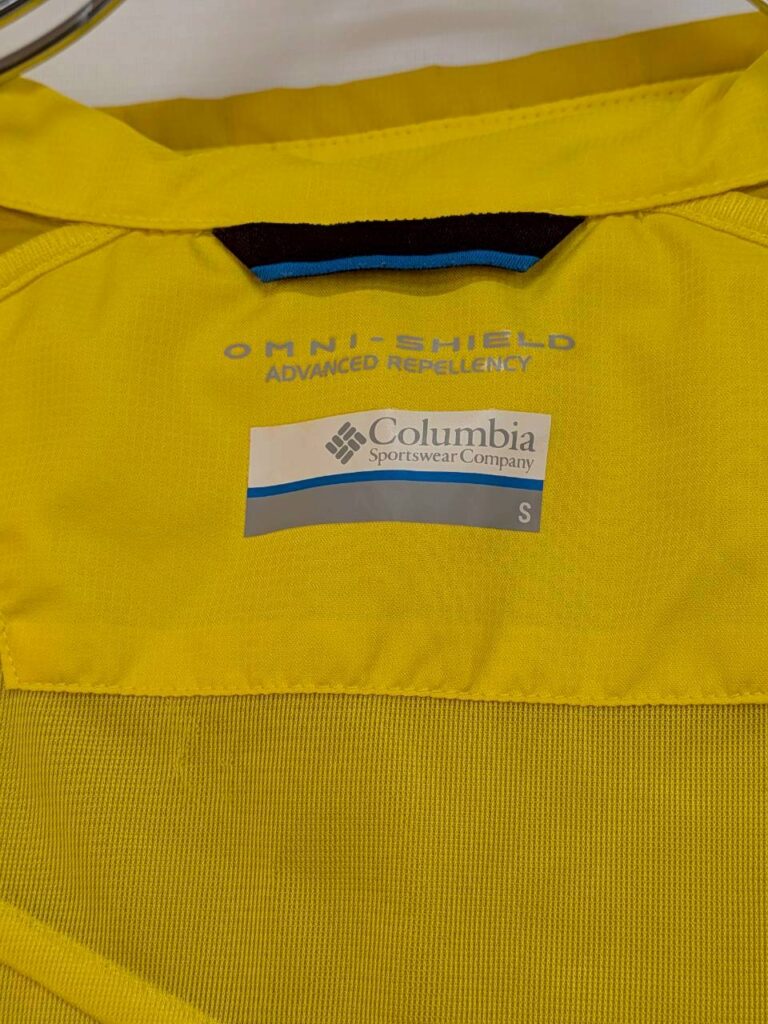 OMNI-SHIELD
ADVANCED REPELLENCY
Columbia
Sportswear Company
S